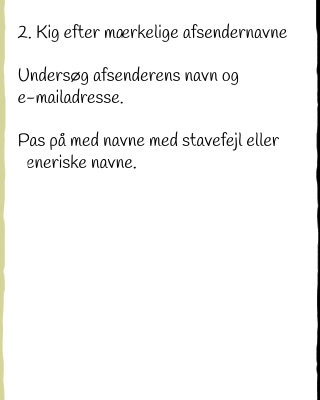 2. Kig efter mærkelige afsendernavne
Undersøg afsenderens navn og
e-mailadresse.
Pas på med navne med stavefejl eller
eneriske navne.